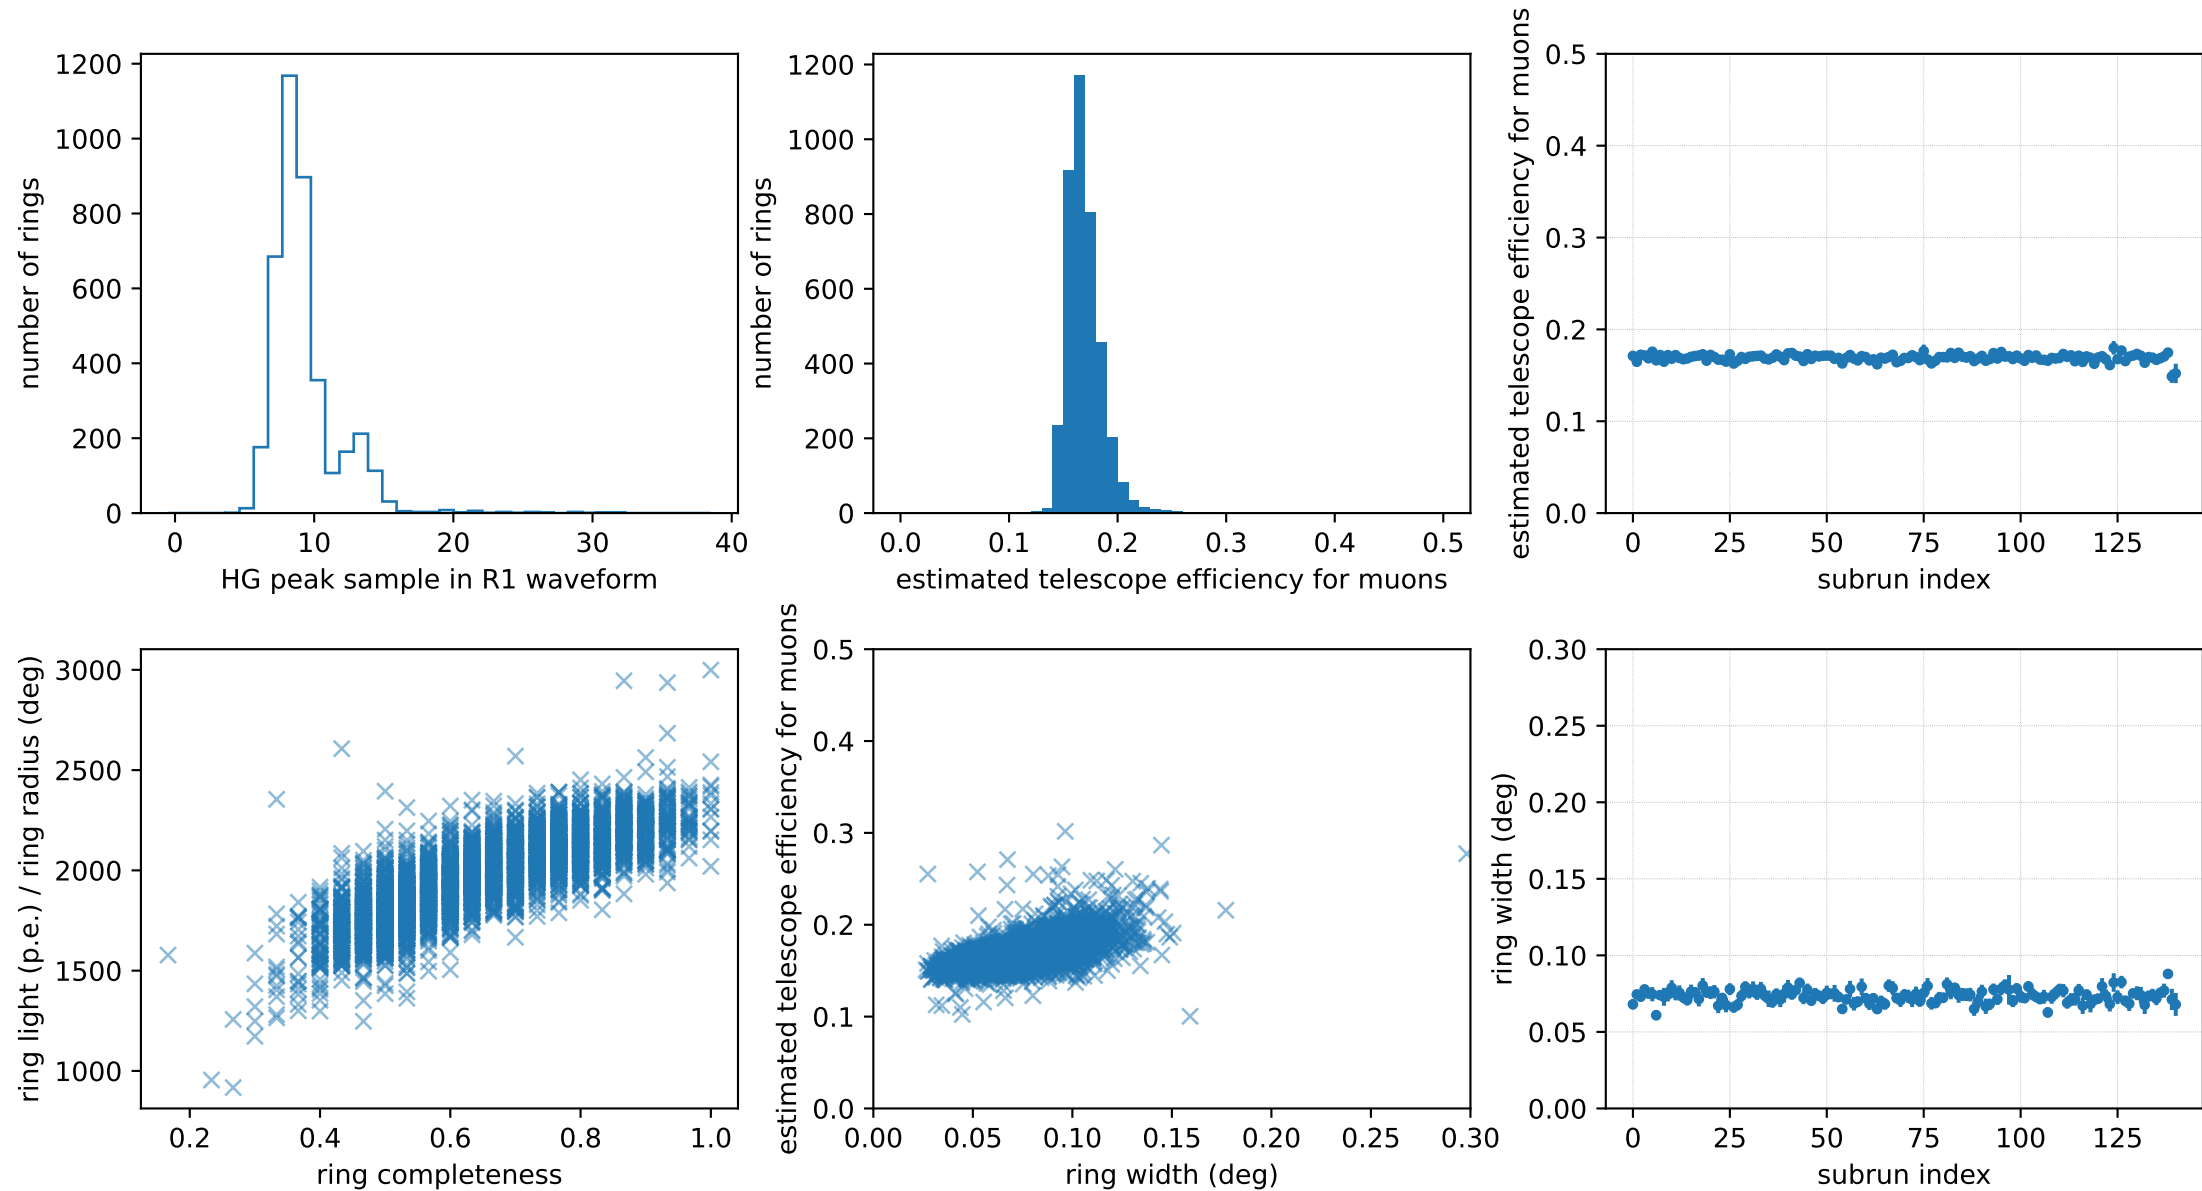 number of rings
1200
1000
800
600
400
200
0
0 10 20 30 40
HG peak sample in R1 waveform
number of rings
1200
1000
800
600
400
200
0
0.0 0.1 0.2 0.3 0.4 0.5
estimated telescope efficiency for muons
estimated telescope efficiency for muons
0.5
0.4
0.3
0.2
0.1
0.0
0 25 50 75 100 125
subrun index
ring light (p.e.) / ring radius (deg)
3000
2500
2000
1500
1000
0.2 0.4 0.6 0.8 1.0
ring completeness
estimated telescope efficiency for muons
0.5
0.4
0.3
0.2
0.1
0.0
0.00 0.05 0.10 0.15 0.20 0.25 0.30
ring width (deg)
ring width (deg)
0.30
0.25
0.20
0.15
0.10
0.05
0.00
0 25 50 75 100 125
subrun index